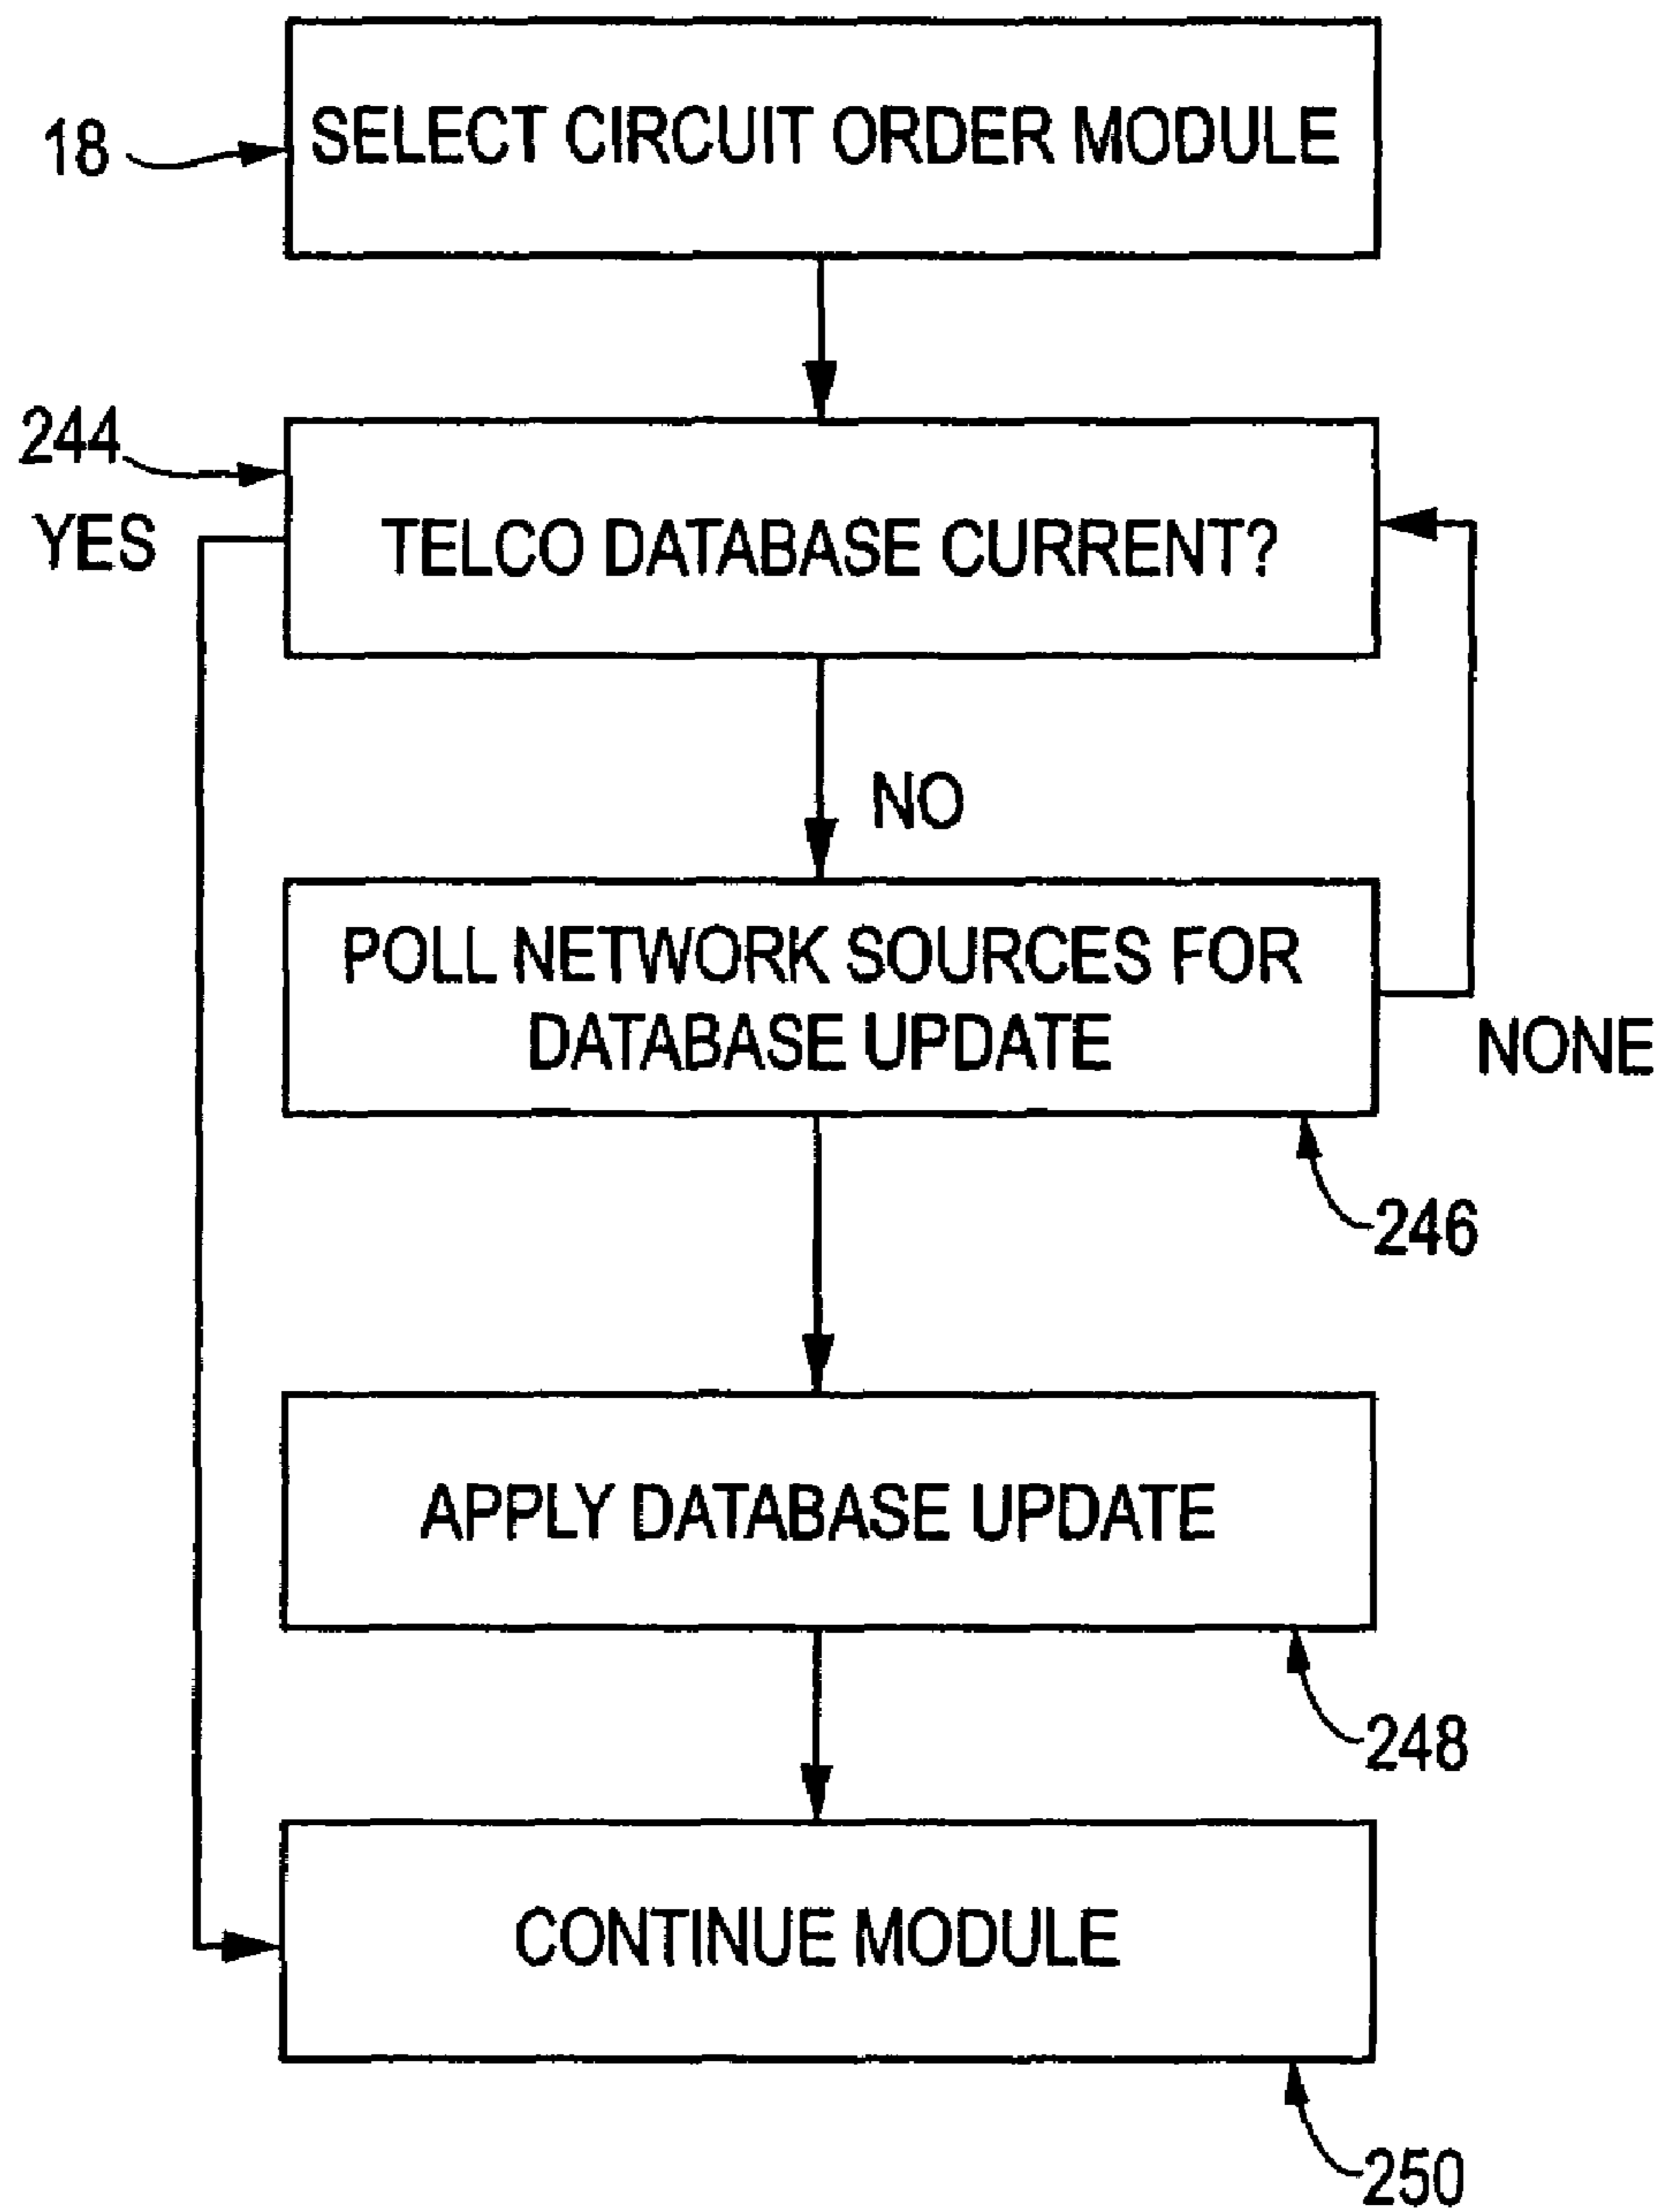 18
SELECT CIRCUIT ORDER MODULE
244
YES
TELCO DATABASE CURRENT?
NO
POLL NETWORK SOURCES FOR
DATABASE UPDATE
NONE
246
APPLY DATABASE UPDATE
248
CONTINUE MODULE
250